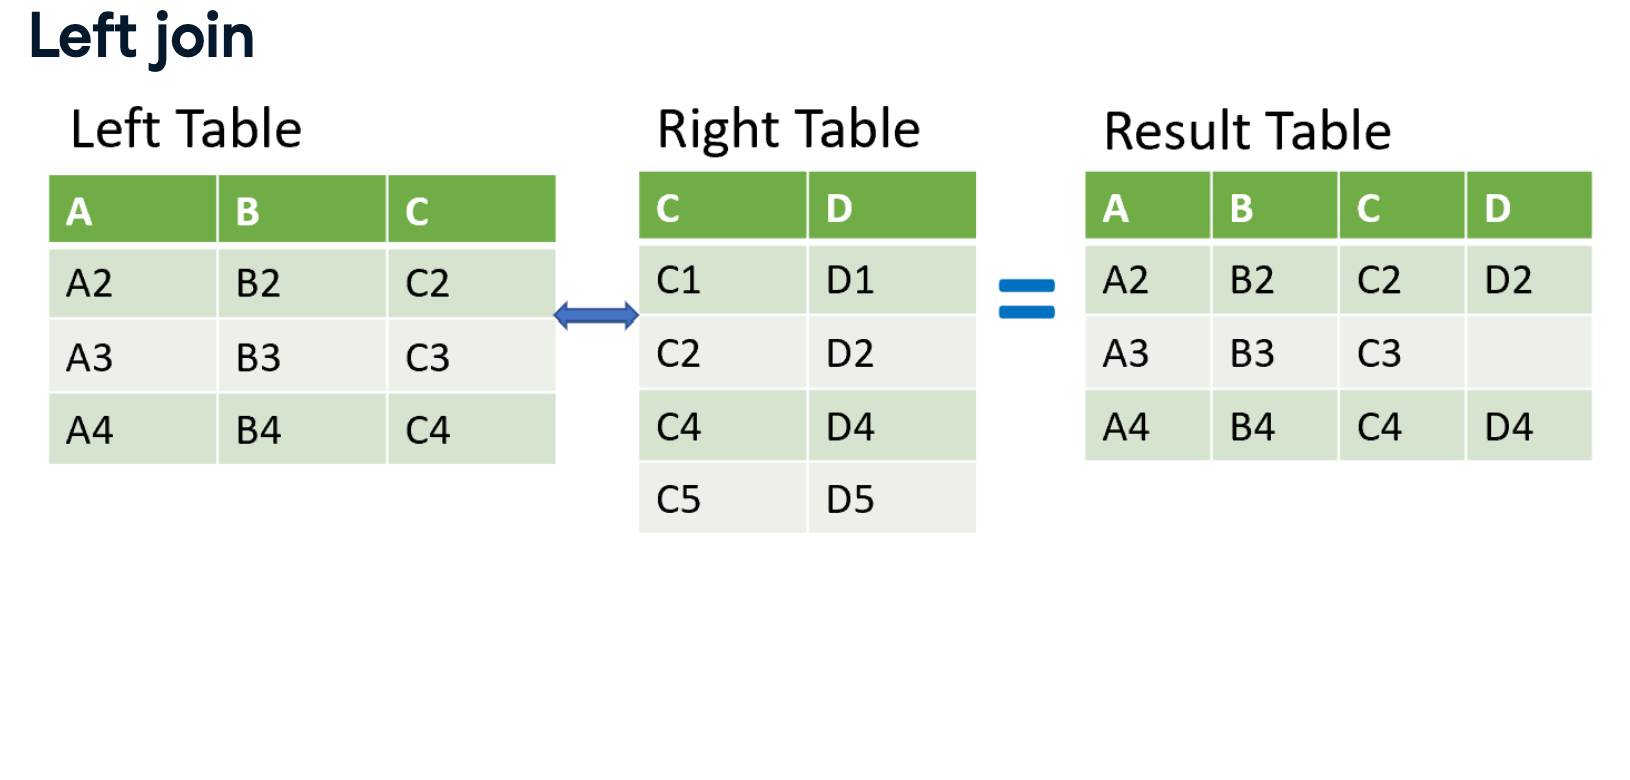 Left join
Left Table
A B C
A2 B2 C2
A3 B3 C3
A4 B4 C4
Right Table
C D
C1 D1
C2 D2
C4 D4
C5 D5
=
Result Table
A B C D
A2 B2 C2 D2
A3 B3 C3
A4 B4 C4 D4